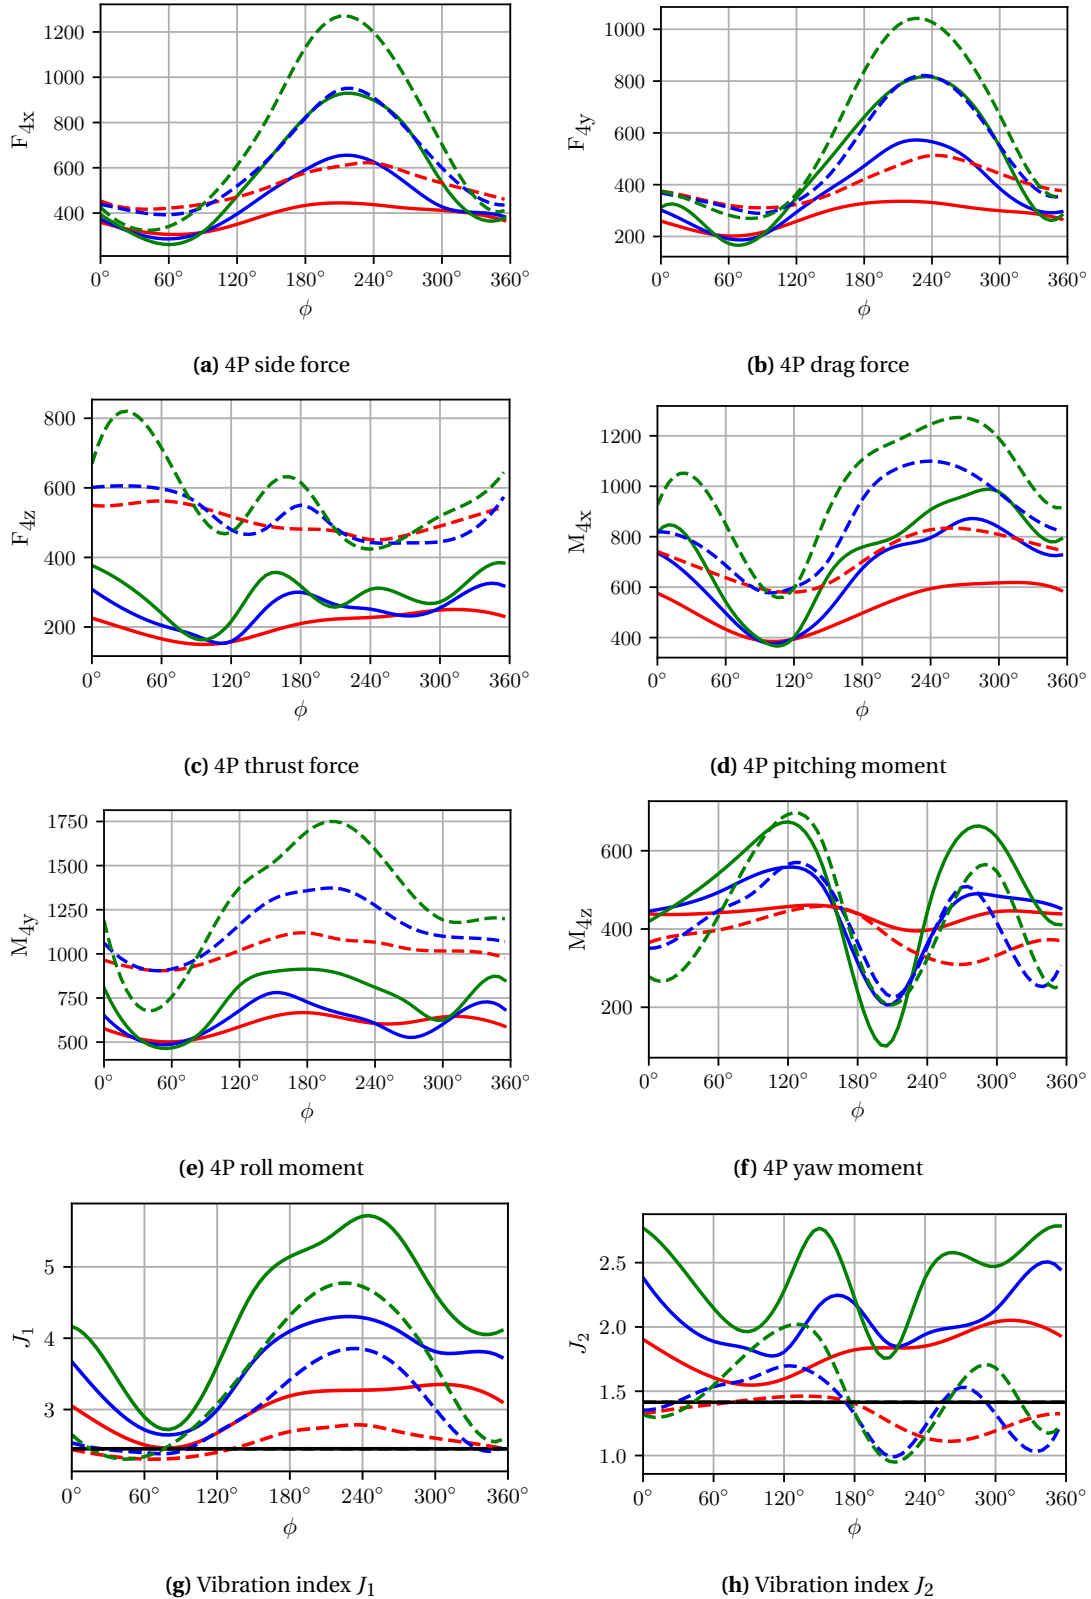 1200
1000
800
600
400
F4x
0° 60° 120° 180° 240° 300° 360°
ϕ
(a) 4P side force
1000
800
600
400
200
F4y
0° 60° 120° 180° 240° 300° 360°
ϕ
(b) 4P drag force
800
600
400
200
F4z
0° 60° 120° 180° 240° 300° 360°
ϕ
(c) 4P thrust force
1200
1000
800
600
400
M4x
0° 60° 120° 180° 240° 300° 360°
ϕ
(d) 4P pitching moment
1750
1500
1250
1000
750
500
M4y
0° 60° 120° 180° 240° 300° 360°
ϕ
(e) 4P roll moment
600
400
200
M4z
0° 60° 120° 180° 240° 300° 360°
ϕ
(f) 4P yaw moment
5
4
3
J1
0° 60° 120° 180° 240° 300° 360°
ϕ
(g) Vibration index J1
2.5
2.0
1.5
1.0
J2
0° 60° 120° 180° 240° 300° 360°
ϕ
(h) Vibration index J2